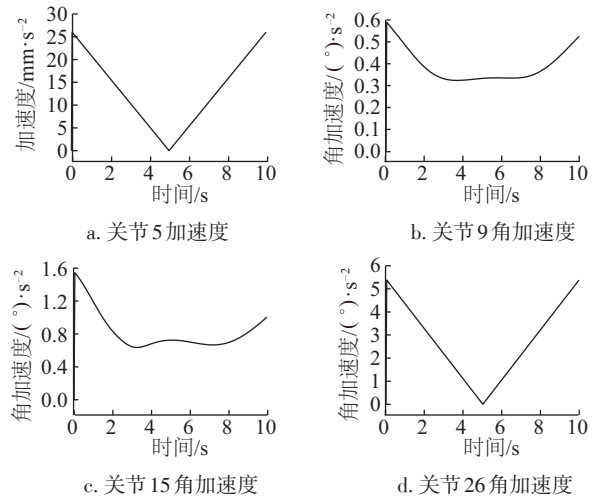 30
25
20
15
10
5
0
加速度/mm·s⁻²
0 2 4 6 8 10
时间/s
a. 关节5加速度
0.6
0.5
0.4
0.3
0.2
0.1
0.0
角加速度/(°)·s⁻²
0 2 4 6 8 10
时间/s
b. 关节9角加速度
1.6
1.2
0.8
0.4
0.0
角加速度/(°)·s⁻²
0 2 4 6 8 10
时间/s
c. 关节15角加速度
6
5
4
3
2
1
0
角加速度/(°)·s⁻²
0 2 4 6 8 10
时间/s
d. 关节26角加速度